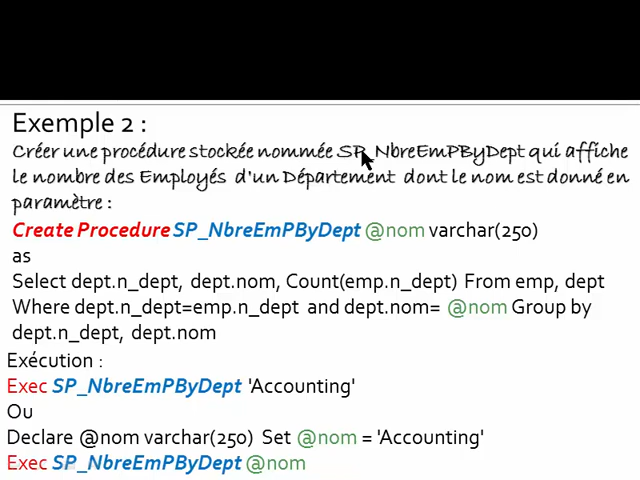 Exemple 2 :
Créer une procédure stockée nommée SP_NbreEmPByDept qui affiche
le nombre des Employés d'un Département dont le nom est donné en
paramètre :
Create Procedure SP_NbreEmPByDept @nom varchar(250)
as
Select dept.n_dept, dept.nom, Count(emp.n_dept) From emp, dept
Where dept.n_dept=emp.n_dept and dept.nom= @nom Group by
dept.n_dept, dept.nom
Exécution :
Exec SP_NbreEmPByDept 'Accounting'
Ou
Declare @nom varchar(250) Set @nom = 'Accounting'
Exec SP_NbreEmPByDept @nom